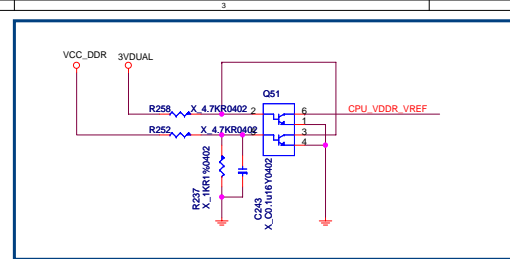 3
VCC_DDR
3VDUAL
Q51
R258
X_4.7KR0402
2
6
CPU_VDDR_VREF
1
R252
X_4.7KR0402
5
3
4
R237
X_1KR1%0402
C243
X_C0.1u16Y0402